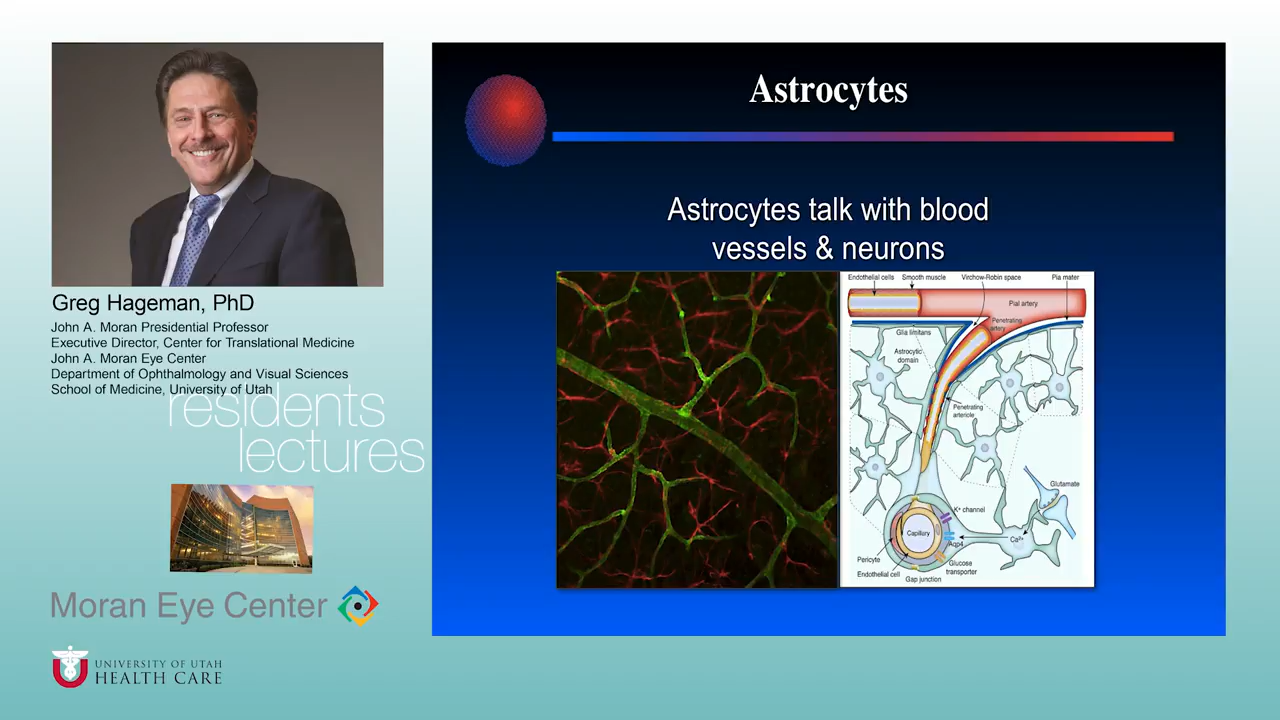 Greg Hageman, PhD
John A. Moran Presidential Professor
Executive Director, Center for Translational Medicine
John A. Moran Eye Center
Department of Ophthalmology and Visual Sciences
School of Medicine, University of Utah
residents
lectures
Moran Eye Center
UNIVERSITY OF UTAH
HEALTH CARE
Astrocytes
Astrocytes talk with blood
vessels & neurons
Endothelial cells
Smooth muscle
Virchow-Robin space
Pia mater
Pial artery
Penetrating
artery
Glia limitans
Astrocytic
domain
Penetrating
arteriole
Glutamate
K+ channel
Capillary
Aqp4
Ca2+
Pericyte
Glucose
transporter
Endothelial cell
Gap junction